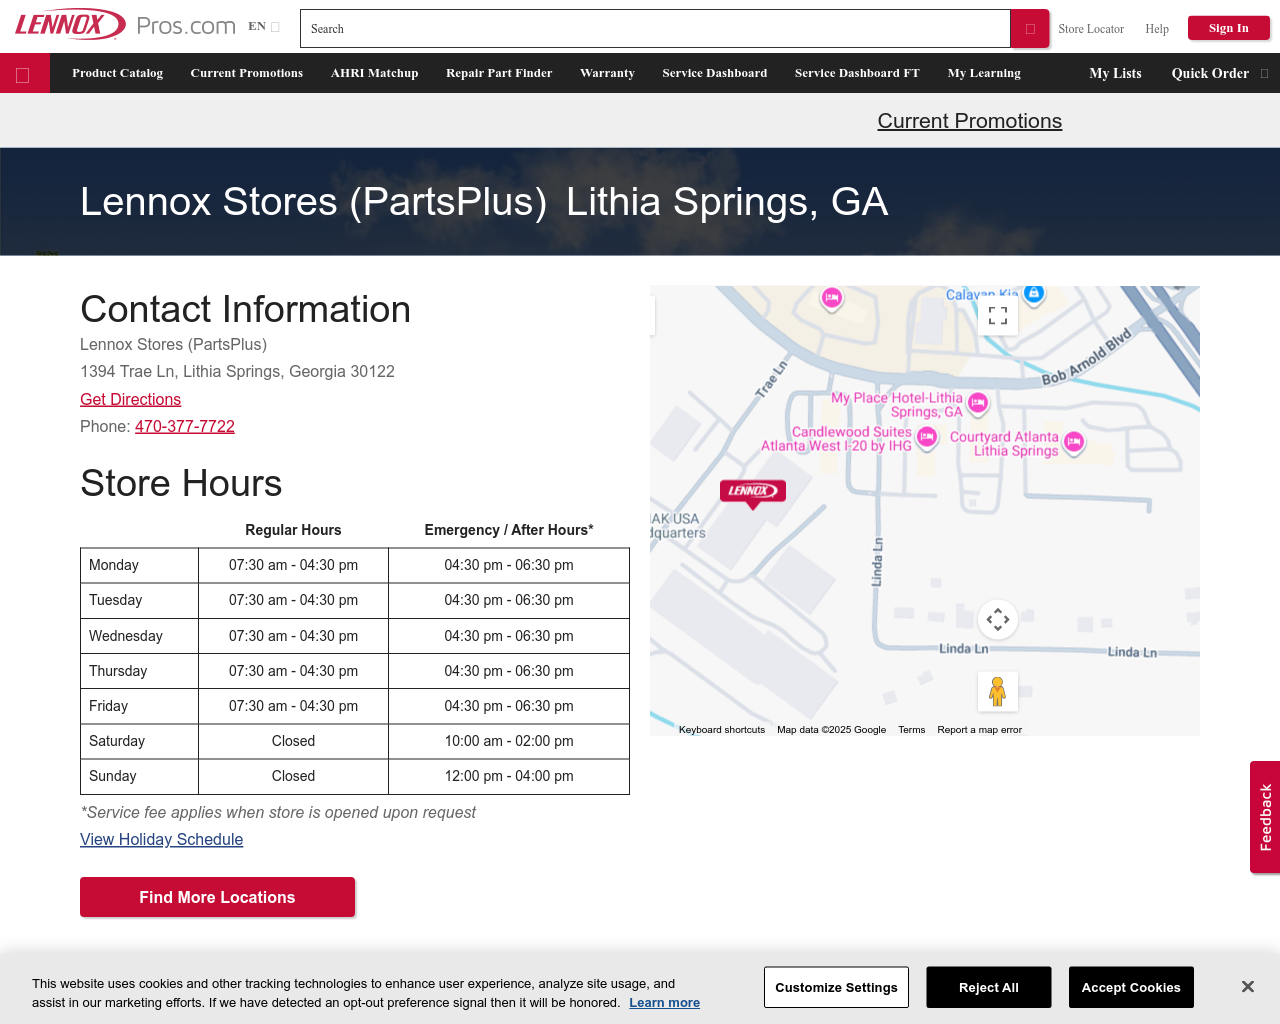 LENNOX Pros.com
EN
Search
Store Locator
Help
Sign In
Product Catalog
Current Promotions
AHRI Matchup
Repair Part Finder
Warranty
Service Dashboard
Service Dashboard FT
My Learning
My Lists
Quick Order
Current Promotions
Lennox Stores (PartsPlus) Lithia Springs, GA
Contact Information
Lennox Stores (PartsPlus)
1394 Trae Ln, Lithia Springs, Georgia 30122
Get Directions
Phone: 470-377-7722
Store Hours
Regular Hours Emergency / After Hours*
Monday 07:30 am - 04:30 pm 04:30 pm - 06:30 pm
Tuesday 07:30 am - 04:30 pm 04:30 pm - 06:30 pm
Wednesday 07:30 am - 04:30 pm 04:30 pm - 06:30 pm
Thursday 07:30 am - 04:30 pm 04:30 pm - 06:30 pm
Friday 07:30 am - 04:30 pm 04:30 pm - 06:30 pm
Saturday Closed 10:00 am - 02:00 pm
Sunday Closed 12:00 pm - 04:00 pm
*Service fee applies when store is opened upon request
View Holiday Schedule
Find More Locations
Calavan Kia
Bob Arnold Blvd
Trae Ln
My Place Hotel-Lithia
Springs, GA
Candlewood Suites
Atlanta West I-20 by IHG
Courtyard Atlanta
Lithia Springs
LENNOX
USA
Linda Ln
Linda Ln
Linda Ln
Keyboard shortcuts
Map data ©2025 Google
Terms
Report a map error
Feedback
This website uses cookies and other tracking technologies to enhance user experience, analyze site usage, and
assist in our marketing efforts. If we have detected an opt-out preference signal then it will be honored. Learn more
Customize Settings
Reject All
Accept Cookies